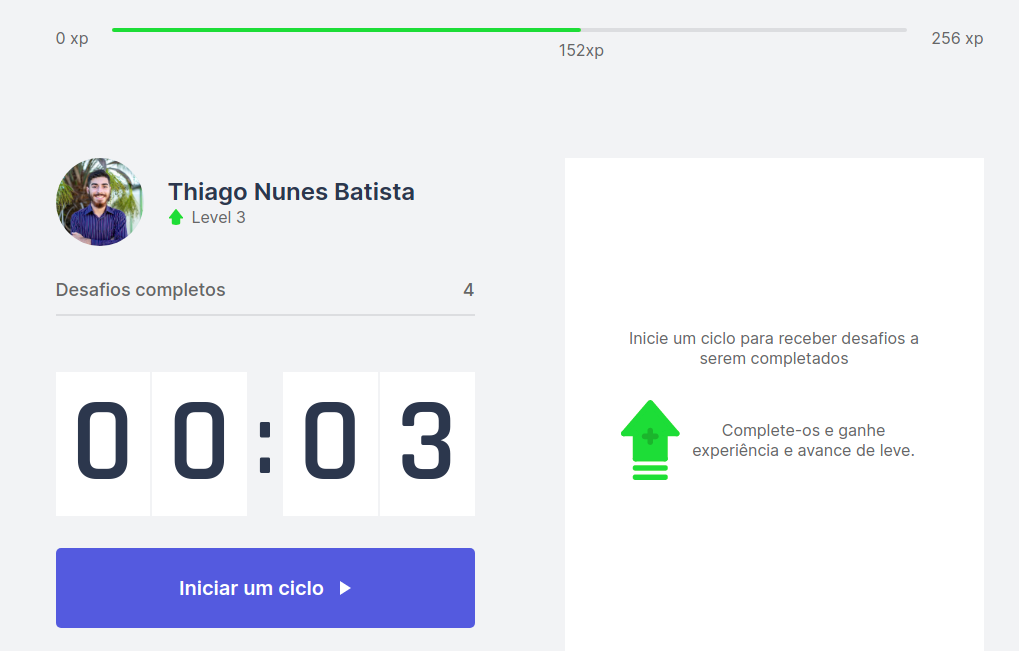 0 xp
152xp
256 xp
Thiago Nunes Batista
Level 3
Desafios completos 4
00:03
Iniciar um ciclo
Inicie um ciclo para receber desafios a
serem completados
Complete-os e ganhe
experiência e avance de leve.